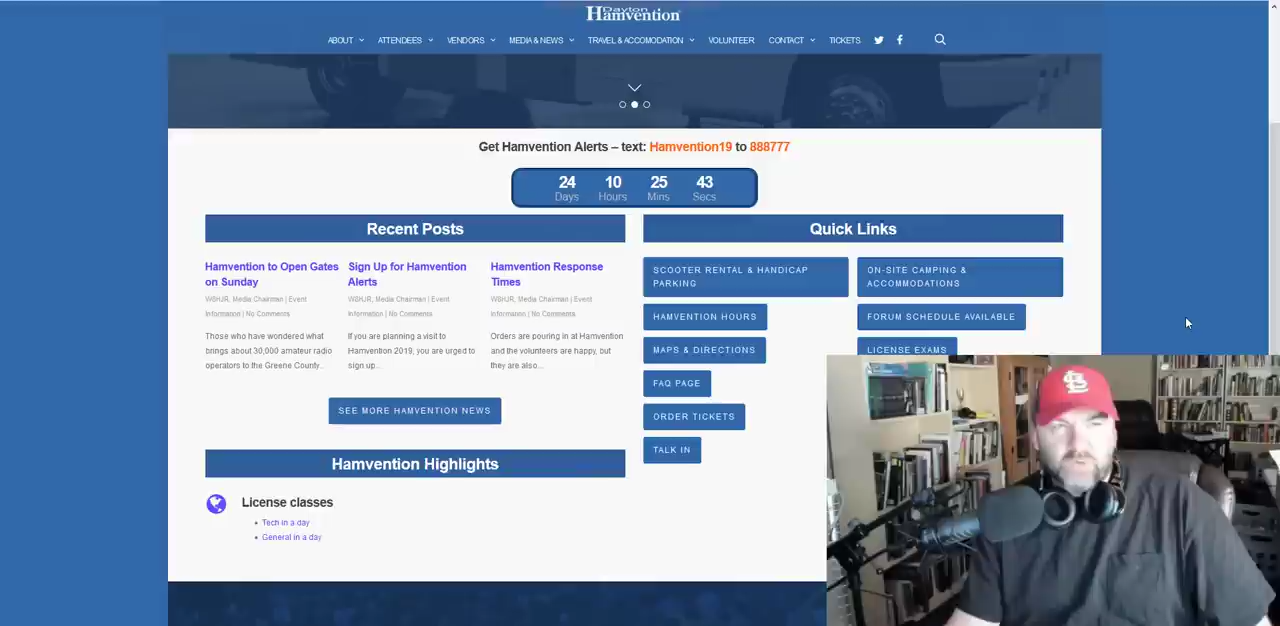 Dayton
Hamvention
ABOUT ATTENDEES VENDORS MEDIA & NEWS TRAVEL & ACCOMODATION VOLUNTEER CONTACT TICKETS
Get Hamvention Alerts – text: Hamvention19 to 888777
24 10 25 43
Days Hours Mins Secs
Recent Posts
Hamvention to Open Gates
on Sunday
W8HJR, Media Chairman | Event
Information | No Comments
Those who have wondered what
brings about 30,000 amateur radio
operators to the Greene County...
Sign Up for Hamvention
Alerts
W8HJR, Media Chairman | Event
Information | No Comments
If you are planning a visit to
Hamvention 2019, you are urged to
sign up...
Hamvention Response
Times
W8HJR, Media Chairman | Event
Information | No Comments
Orders are pouring in at Hamvention
and the volunteers are happy, but
they are also...
SEE MORE HAMVENTION NEWS
Hamvention Highlights
License classes
Tech in a day
General in a day
Quick Links
SCOOTER RENTAL & HANDICAP
PARKING
HAMVENTION HOURS
MAPS & DIRECTIONS
FAQ PAGE
ORDER TICKETS
TALK IN
ON-SITE CAMPING &
ACCOMMODATIONS
FORUM SCHEDULE AVAILABLE
LICENSE EXAMS